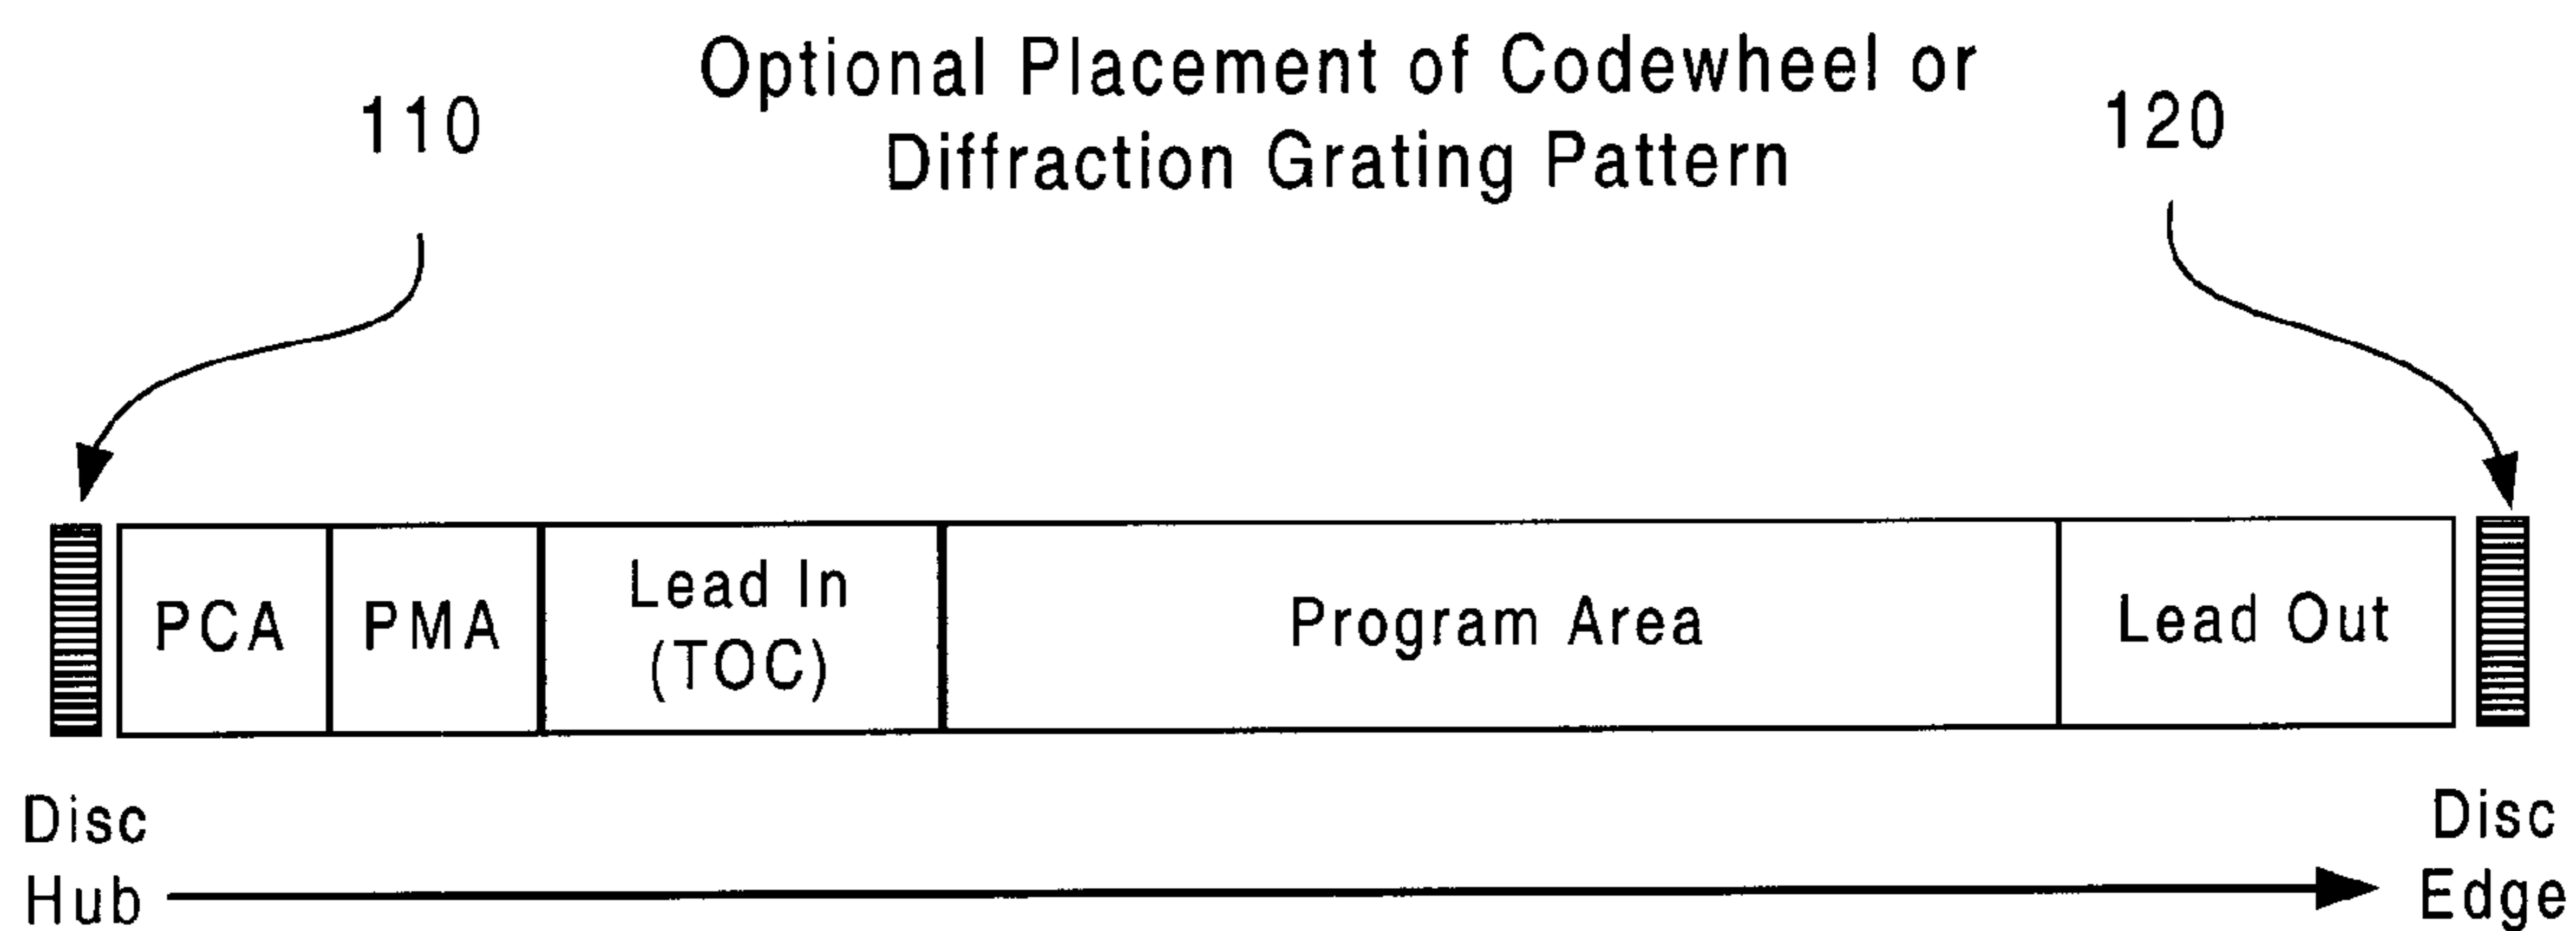 Optional Placement of Codewheel or
Diffraction Grating Pattern
110
120
PCA
PMA
Lead In
(TOC)
Program Area
Lead Out
Disc
Hub
Disc
Edge